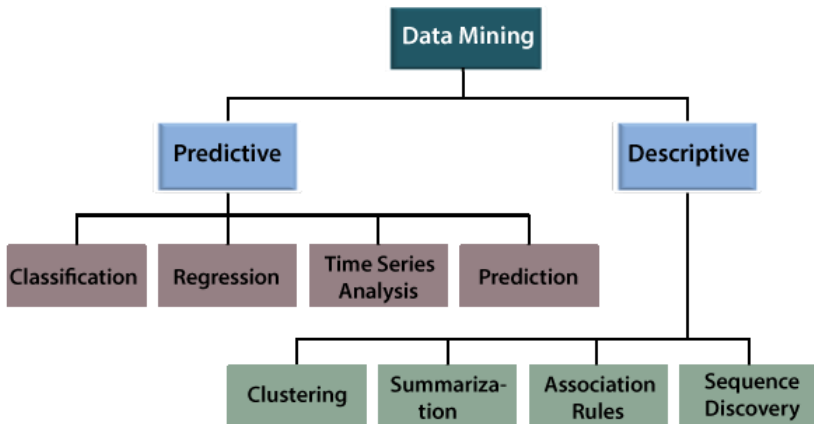 Data Mining
Predictive
Descriptive
Classification
Regression
Time Series
Analysis
Prediction
Clustering
Summariza-
tion
Association
Rules
Sequence
Discovery